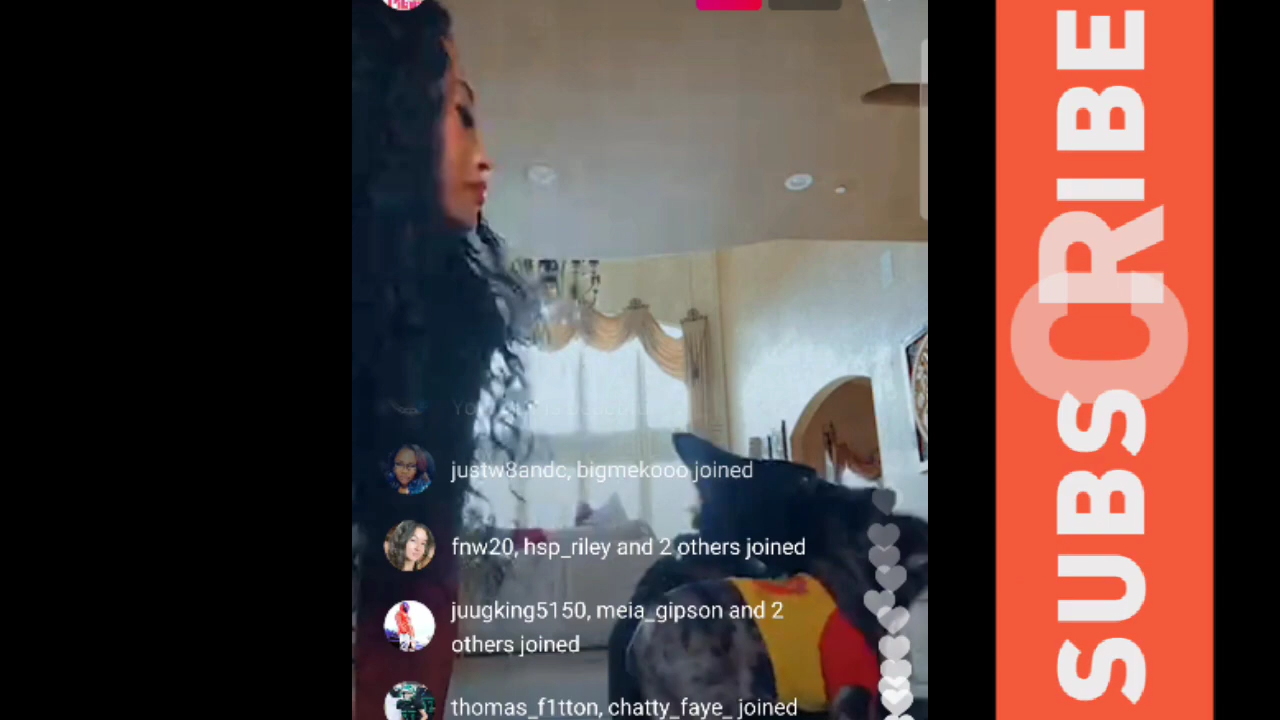 justw8andc, bigmekooo joined
fnw20, hsp_riley and 2 others joined
juugking5150, meia_gipson and 2
others joined
thomas_f1tton, chatty_faye_ joined
SUBSCRIBE